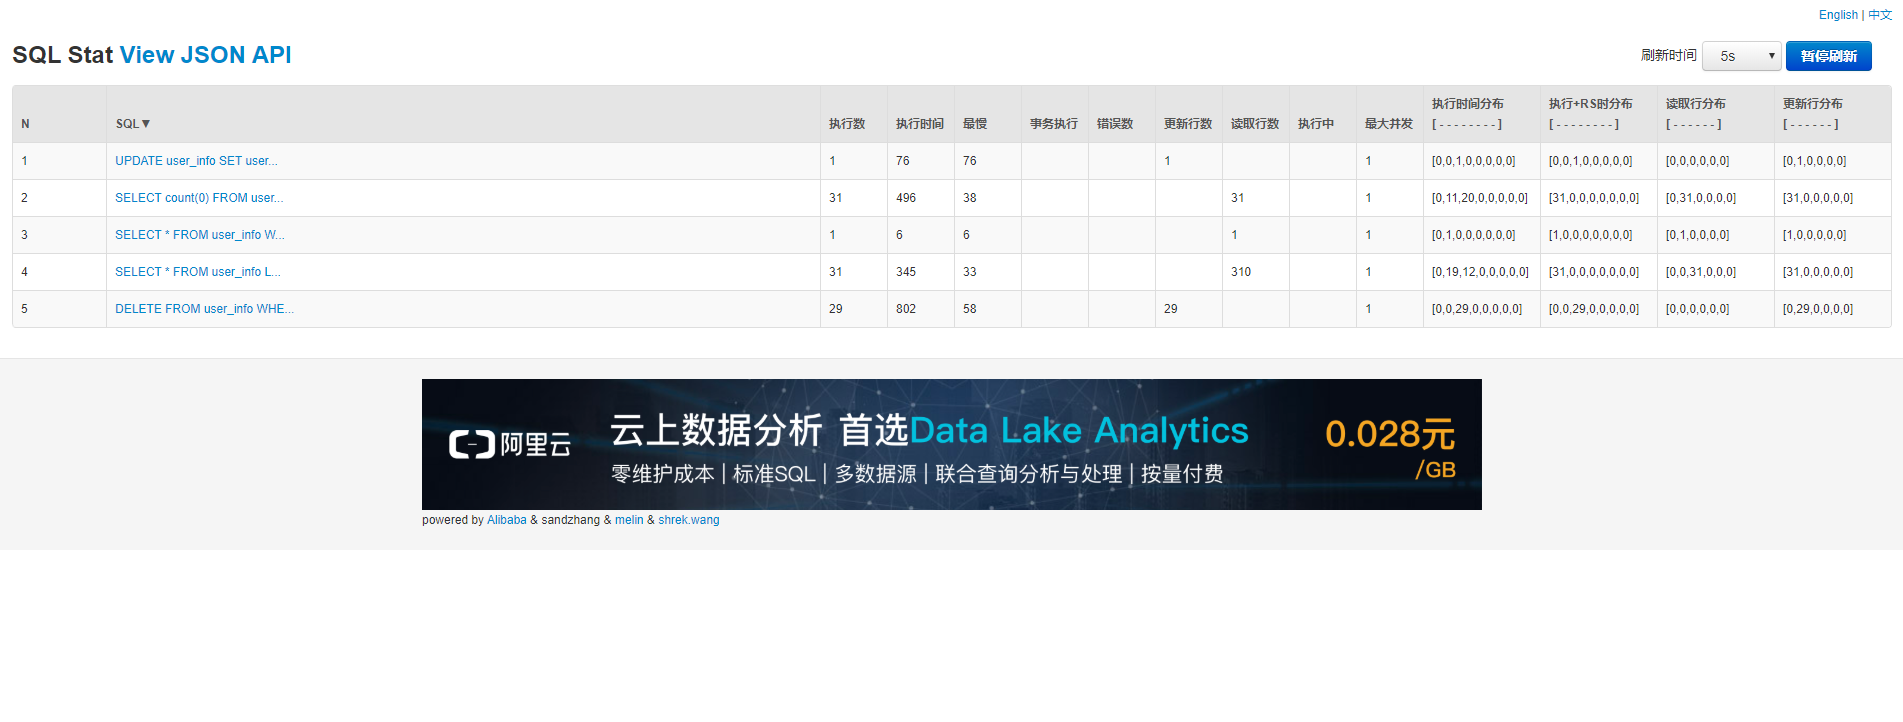 English | 中文
SQL Stat View JSON API
刷新时间 5s 暂停刷新
N SQL▼ 执行数 执行时间 最慢 事务执行 错误数 更新行数 读取行数 执行中 最大并发 执行时间分布 [ - - - - - - - - ] 执行+RS时分布 [ - - - - - - - - ] 读取行分布 [ - - - - - - ] 更新行分布 [ - - - - - - ]
1 UPDATE user_info SET user... 1 76 76 1 1 [0,0,1,0,0,0,0,0] [0,0,1,0,0,0,0,0] [0,0,0,0,0,0] [0,1,0,0,0,0]
2 SELECT count(0) FROM user... 31 496 38 31 1 [0,11,20,0,0,0,0,0] [31,0,0,0,0,0,0,0] [0,31,0,0,0,0] [31,0,0,0,0,0]
3 SELECT * FROM user_info W... 1 6 6 1 1 [0,1,0,0,0,0,0,0] [1,0,0,0,0,0,0,0] [0,1,0,0,0,0] [1,0,0,0,0,0]
4 SELECT * FROM user_info L... 31 345 33 310 1 [0,19,12,0,0,0,0,0] [31,0,0,0,0,0,0,0] [0,0,31,0,0,0] [31,0,0,0,0,0]
5 DELETE FROM user_info WHE... 29 802 58 29 1 [0,0,29,0,0,0,0,0] [0,0,29,0,0,0,0,0] [0,0,0,0,0,0] [0,29,0,0,0,0]
阿里云
云上数据分析 首选Data Lake Analytics
零维护成本 | 标准SQL | 多数据源 | 联合查询分析与处理 | 按量付费
0.028元
/GB
powered by Alibaba & sandzhang & melin & shrek.wang